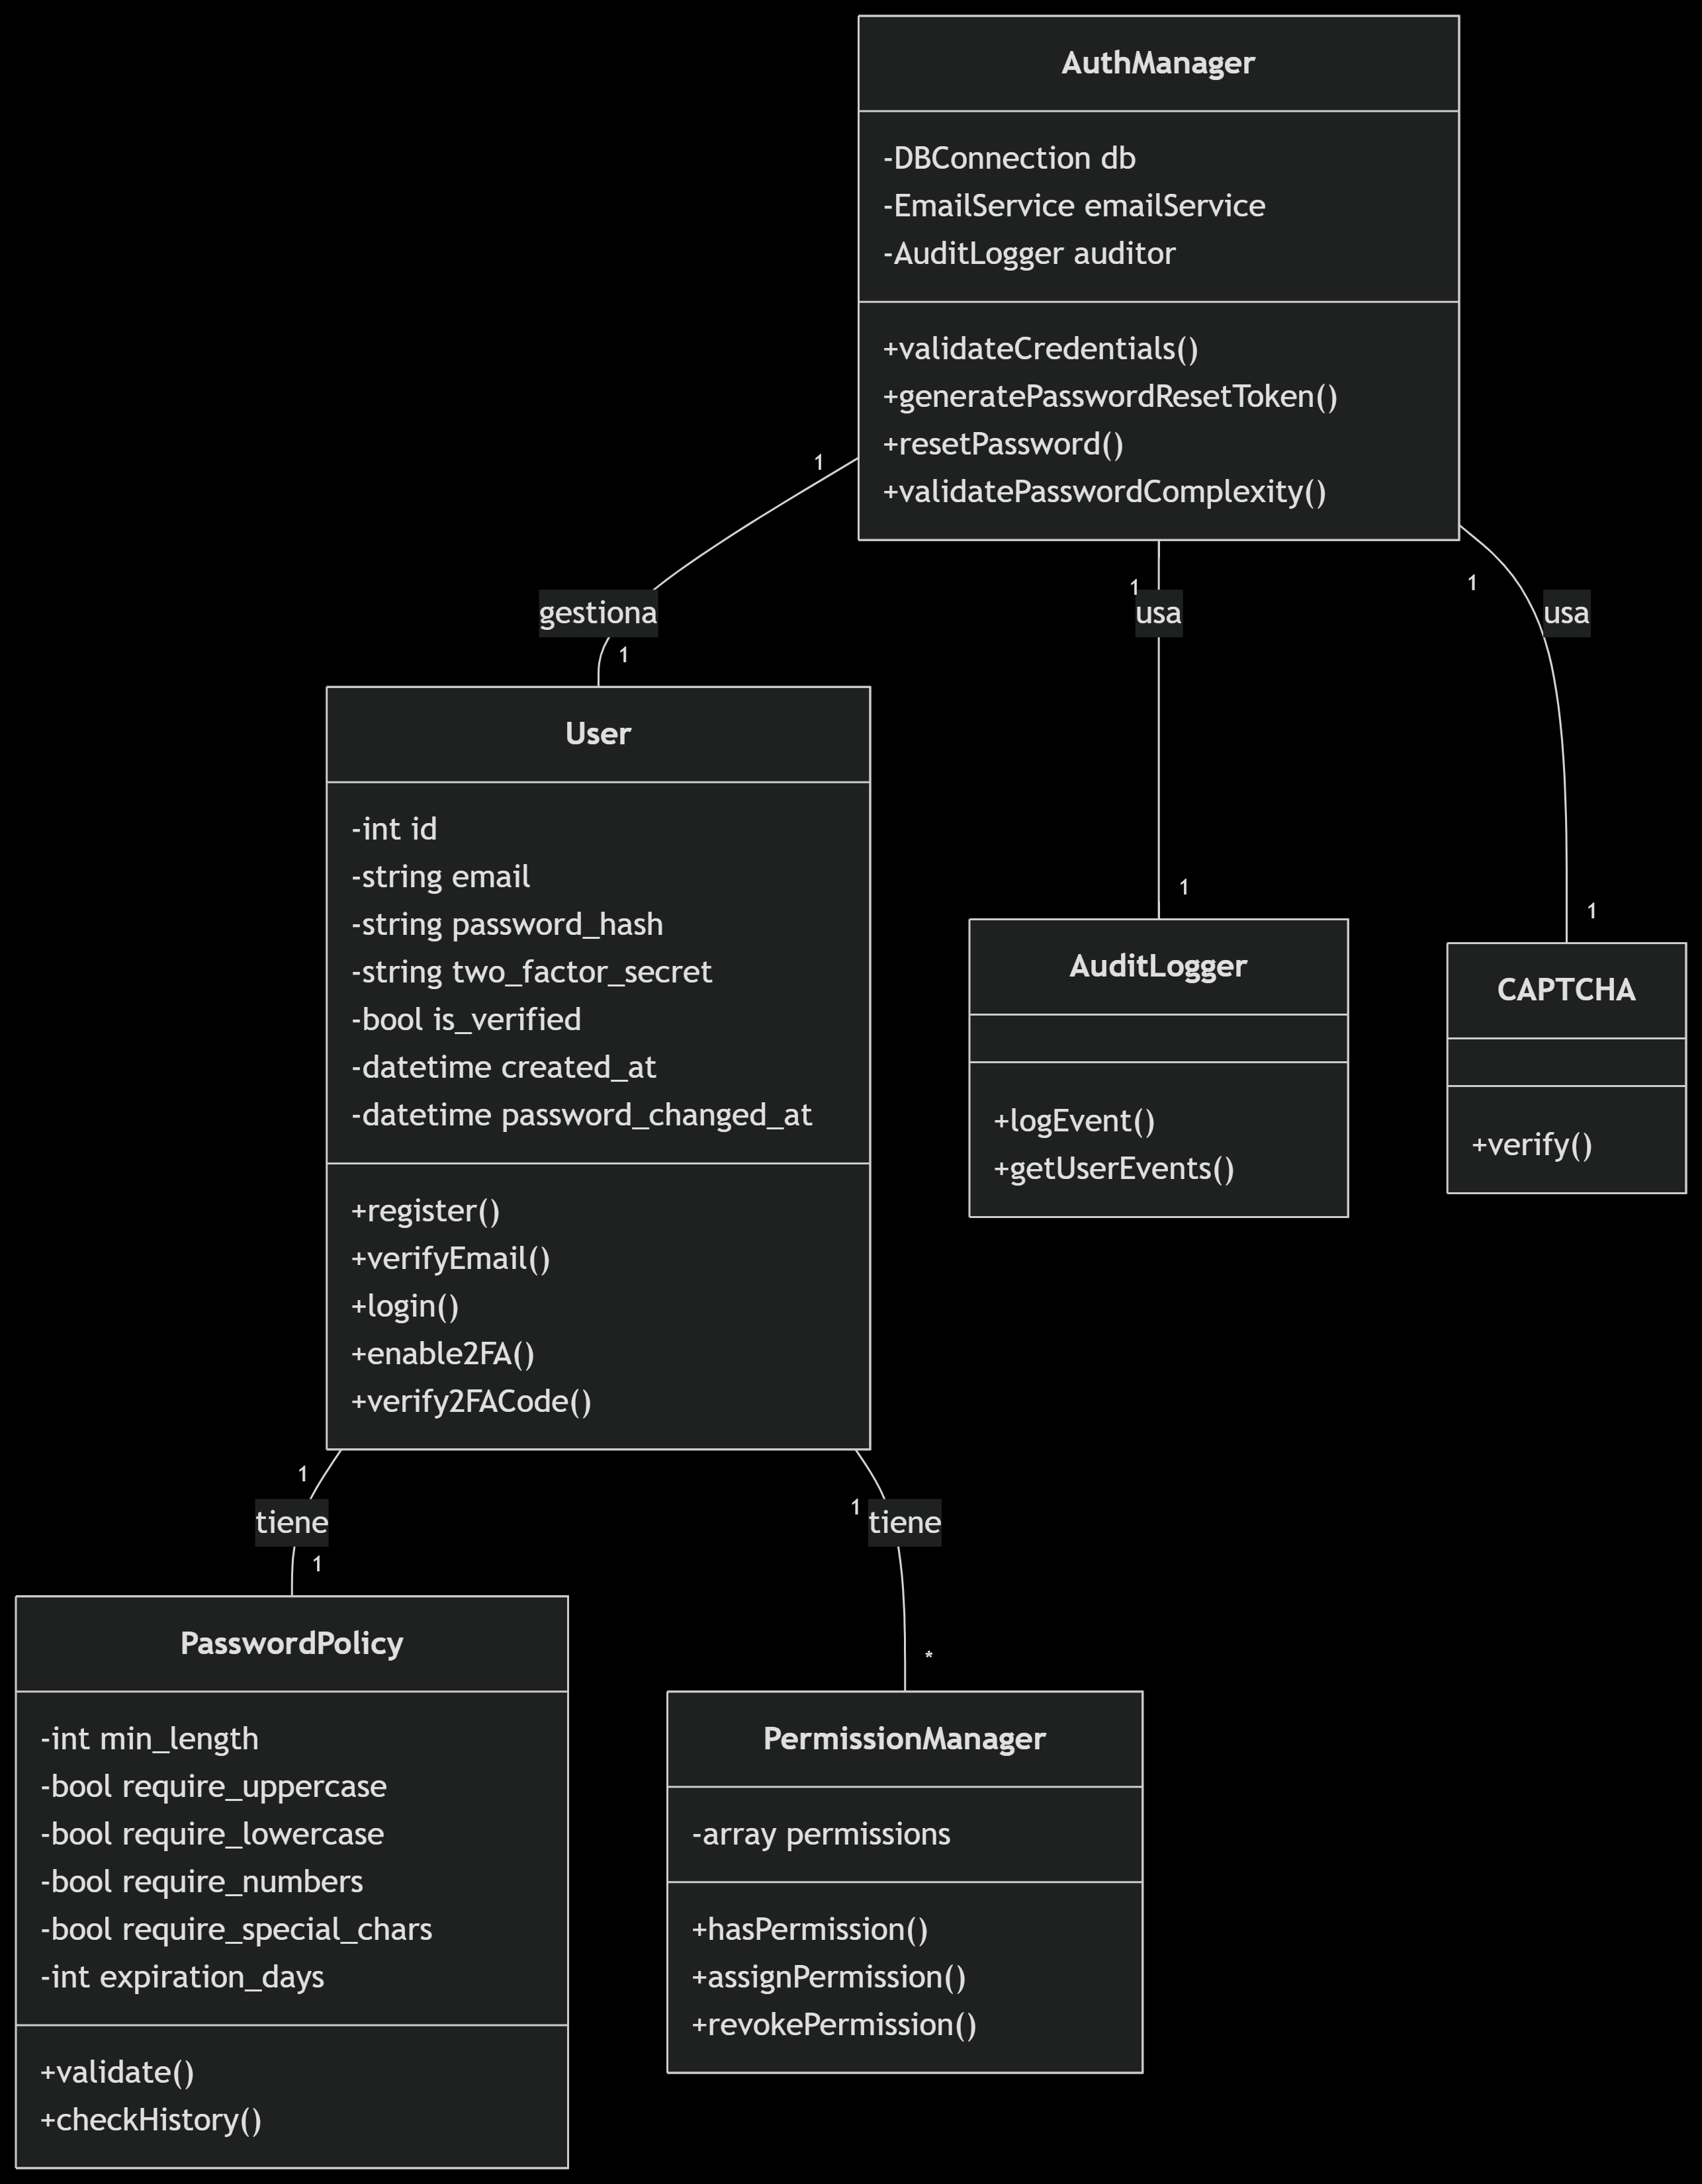 AuthManager
-DBConnection db
-EmailService emailService
-AuditLogger auditor
+validateCredentials()
+generatePasswordResetToken()
+resetPassword()
+validatePasswordComplexity()
1
1
1
gestiona
usa
usa
1
User
-int id
-string email
-string password_hash
-string two_factor_secret
-bool is_verified
-datetime created_at
-datetime password_changed_at
+register()
+verifyEmail()
+login()
+enable2FA()
+verify2FACode()
1
AuditLogger
+logEvent()
+getUserEvents()
1
CAPTCHA
+verify()
1
tiene
1
1
tiene
*
PasswordPolicy
-int min_length
-bool require_uppercase
-bool require_lowercase
-bool require_numbers
-bool require_special_chars
-int expiration_days
+validate()
+checkHistory()
PermissionManager
-array permissions
+hasPermission()
+assignPermission()
+revokePermission()